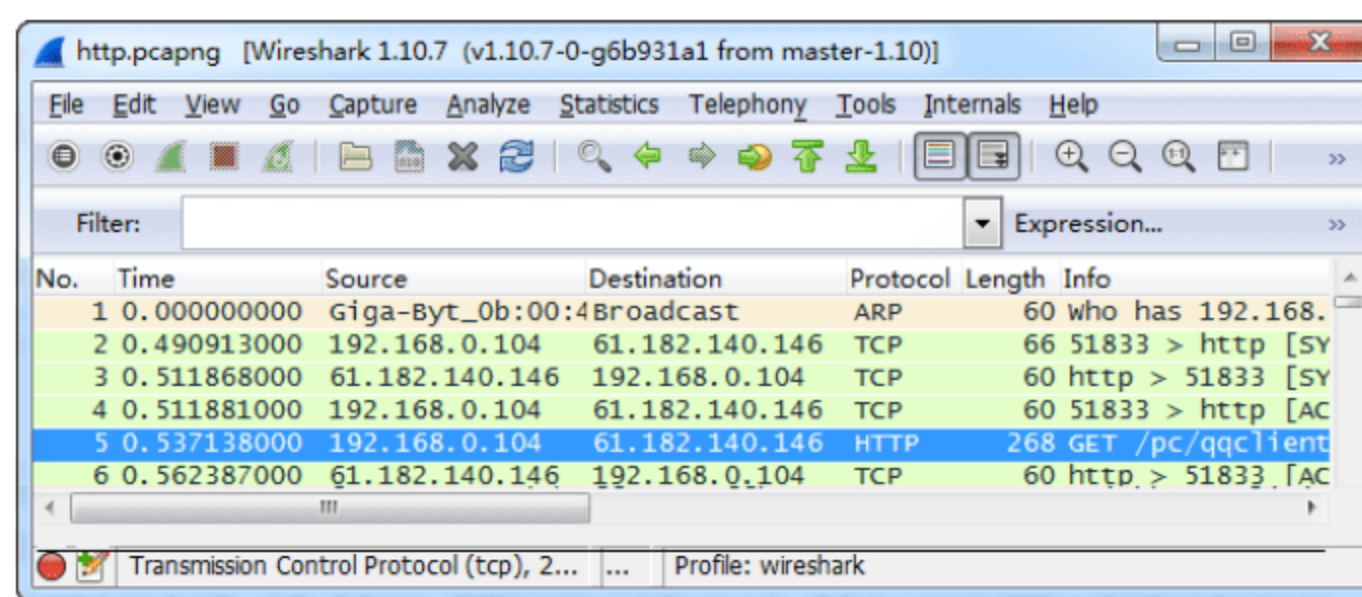 http.pcapng [Wireshark 1.10.7 (v1.10.7-0-g6b931a1 from master-1.10)]
File Edit View Go Capture Analyze Statistics Telephony Tools Internals Help
Filter: Expression...
No. Time Source Destination Protocol Length Info
1 0.000000000 Giga-Byt_0b:00:4 Broadcast ARP 60 Who has 192.168.
2 0.490913000 192.168.0.104 61.182.140.146 TCP 66 51833 > http [SY
3 0.511868000 61.182.140.146 192.168.0.104 TCP 60 http > 51833 [SY
4 0.511881000 192.168.0.104 61.182.140.146 TCP 60 51833 > http [AC
5 0.537138000 192.168.0.104 61.182.140.146 HTTP 268 GET /pc/qqclient
6 0.562387000 61.182.140.146 192.168.0.104 TCP 60 http > 51833 [AC
Transmission Control Protocol (tcp), 2... ... Profile: wireshark